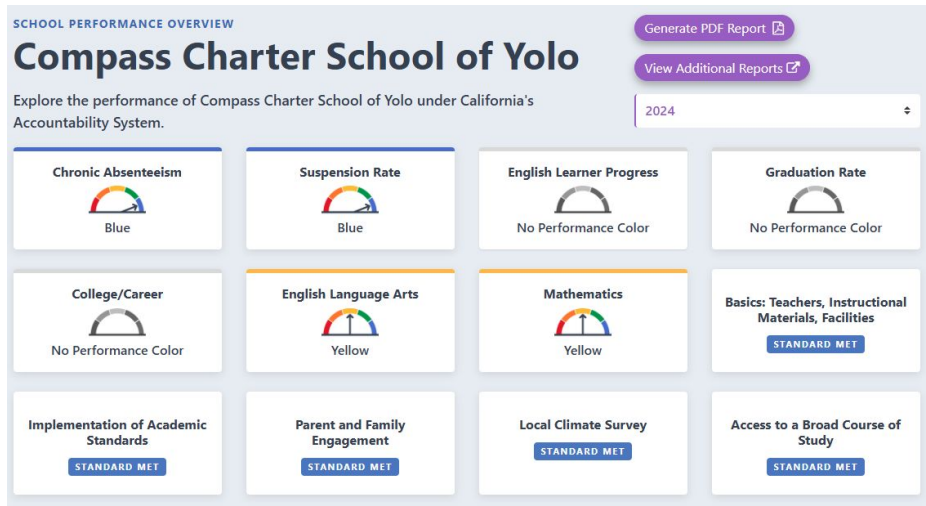 SCHOOL PERFORMANCE OVERVIEW
Compass Charter School of Yolo
Explore the performance of Compass Charter School of Yolo under California's
Accountability System.
Generate PDF Report
View Additional Reports
2024
Chronic Absenteeism
Blue
Suspension Rate
Blue
English Learner Progress
No Performance Color
Graduation Rate
No Performance Color
College/Career
No Performance Color
English Language Arts
Yellow
Mathematics
Yellow
Basics: Teachers, Instructional
Materials, Facilities
STANDARD MET
Implementation of Academic
Standards
STANDARD MET
Parent and Family
Engagement
STANDARD MET
Local Climate Survey
STANDARD MET
Access to a Broad Course of
Study
STANDARD MET